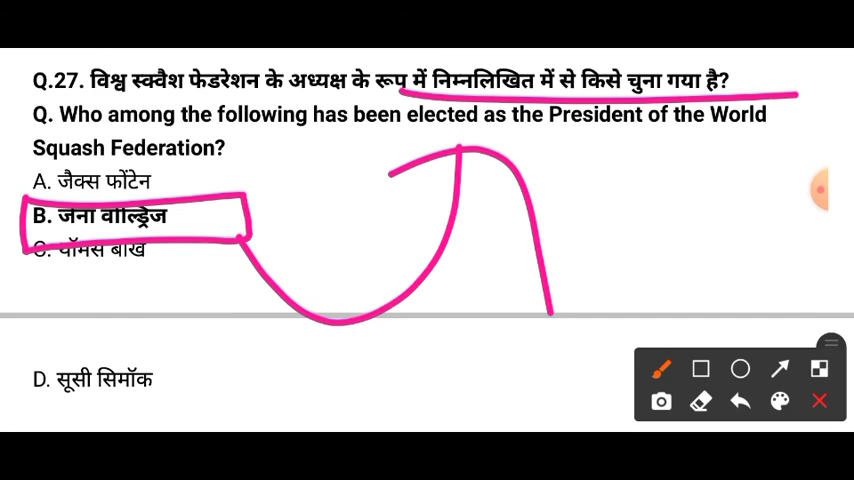 Q.27. विश्व स्क्वैश फेडरेशन के अध्यक्ष के रूप में निम्नलिखित में से किसे चुना गया है?
Q. Who among the following has been elected as the President of the World
Squash Federation?
A. जैक्स फोंटेन
B. जेना वोल्ड्रिज
C. थॉमस बाख
D. सूसी सिमॉक